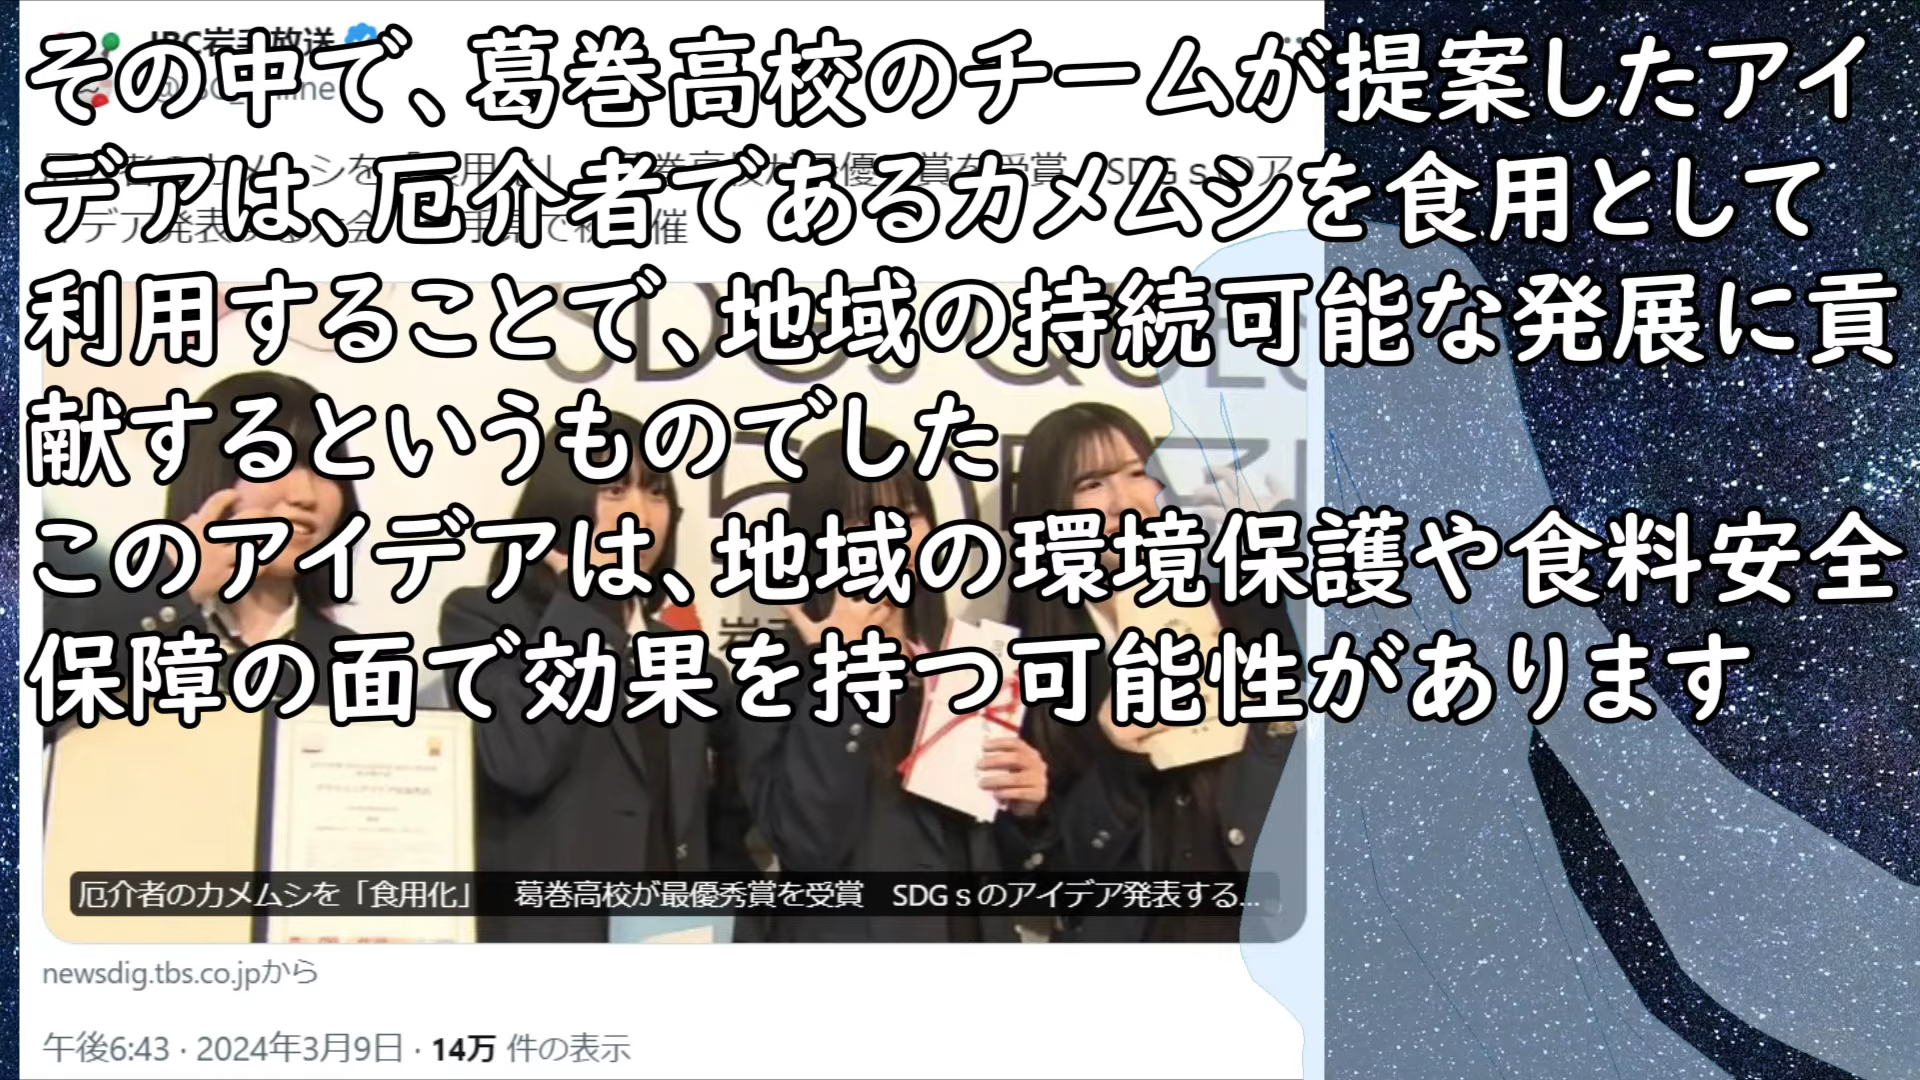 その中で、葛巻高校のチームが提案したアイ
デアは、厄介者であるカメムシを食用として
利用することで、地域の持続可能な発展に貢
献するというものでした
このアイデアは、地域の環境保護や食料安全
保障の面で効果を持つ可能性があります
IBC岩手放送
厄介者のカメムシを「食用化」 葛巻高校が最優秀賞を受賞 SDGｓのアイデア発表する...
newsdig.tbs.co.jpから
午後6:43 · 2024年3月9日 · 14万 件の表示